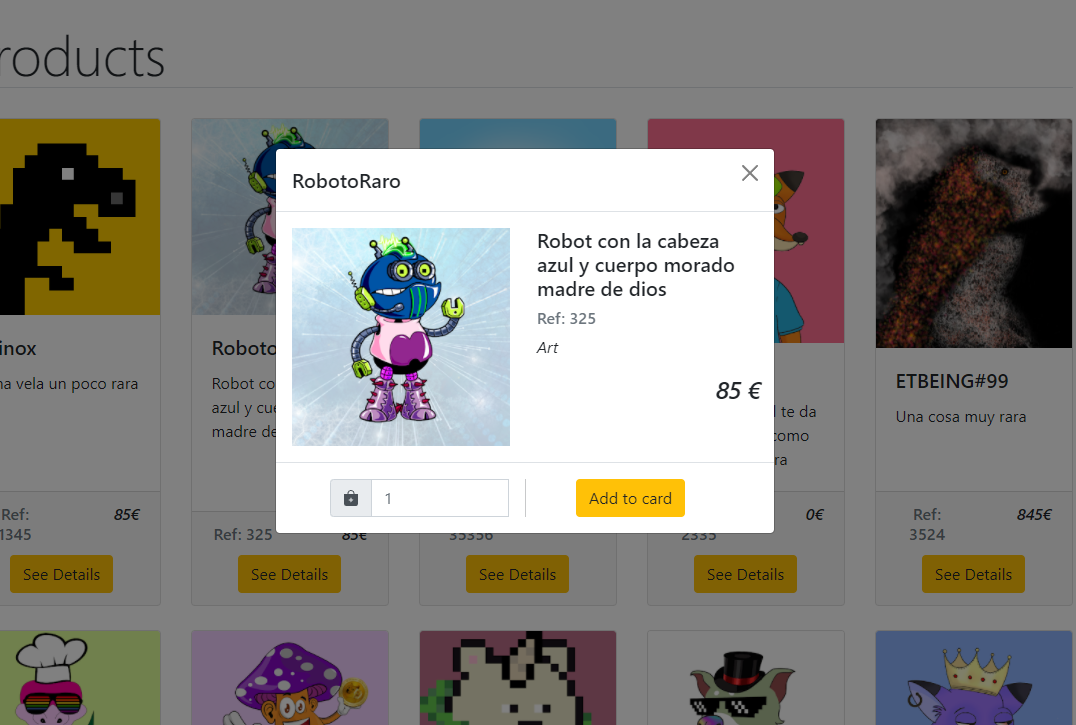 roducts
RobotoRaro
Robot con la cabeza
azul y cuerpo morado
madre de dios
Ref: 325
Art
85 €
1
Add to card
inox
na vela un poco rara
Ref:
1345
85€
See Details
Roboto
Robot co
azul y cue
madre de
Ref: 325
85€
See Details
35356
See Details
l te da
como
ra
2335
0€
See Details
ETBEING#99
Una cosa muy rara
Ref:
3524
845€
See Details